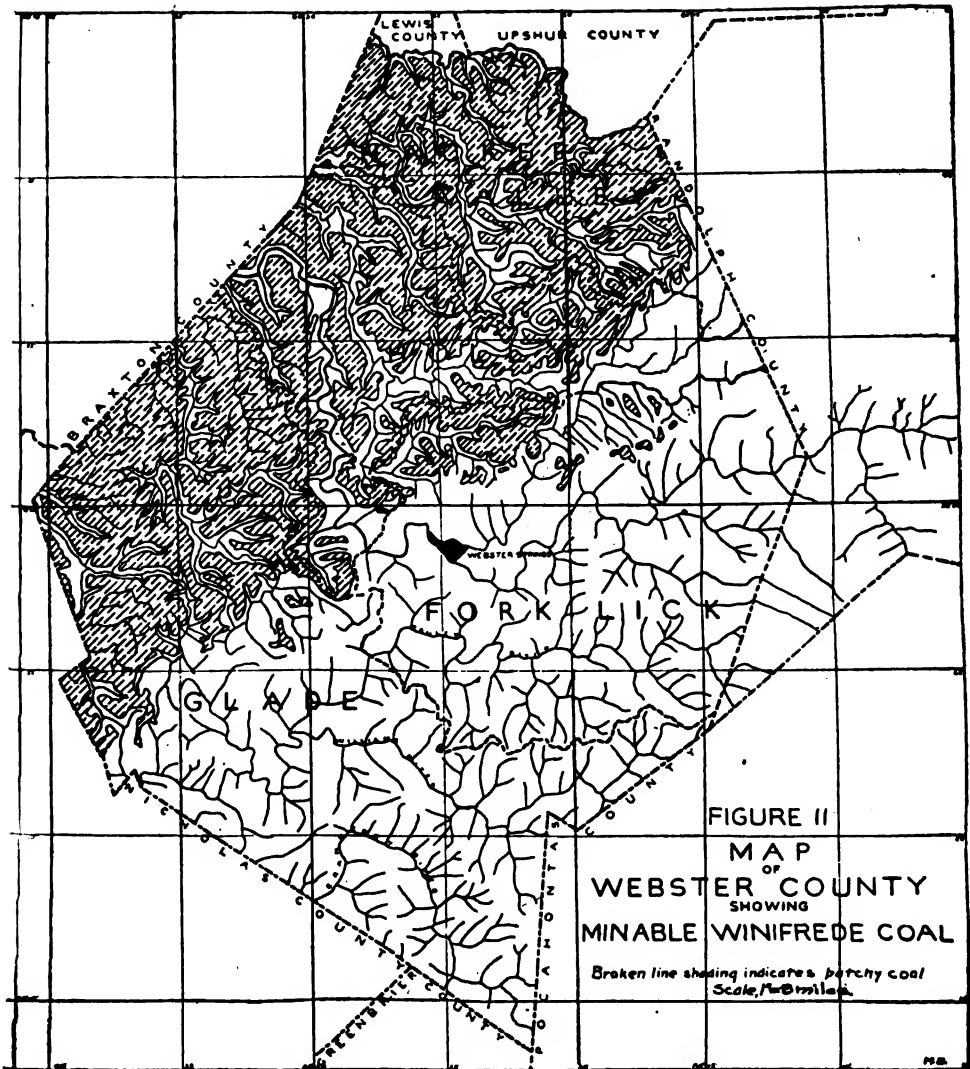 LEWIS COUNTY
UPSHUR COUNTY
RANDOLPH COUNTY
BRAXTON COUNTY
WEBSTER SPRINGS
FORK LICK
GLADE
NICHOLAS COUNTY
GREENBRIER COUNTY
POCAHONTAS COUNTY
FIGURE II
MAP
OF
WEBSTER COUNTY
SHOWING
MINABLE WINIFREDE COAL
Broken line shading indicates patchy coal